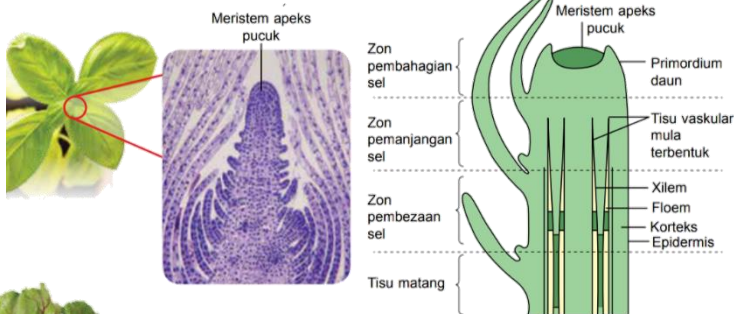 Meristem apeks
pucuk
Meristem apeks
pucuk
Zon
pembahagian
sel
Primordium
daun
Zon
pemanjangan
sel
Tisu vaskular
mula
terbentuk
Zon
pembezaan
sel
Xilem
Floem
Korteks
Epidermis
Tisu matang